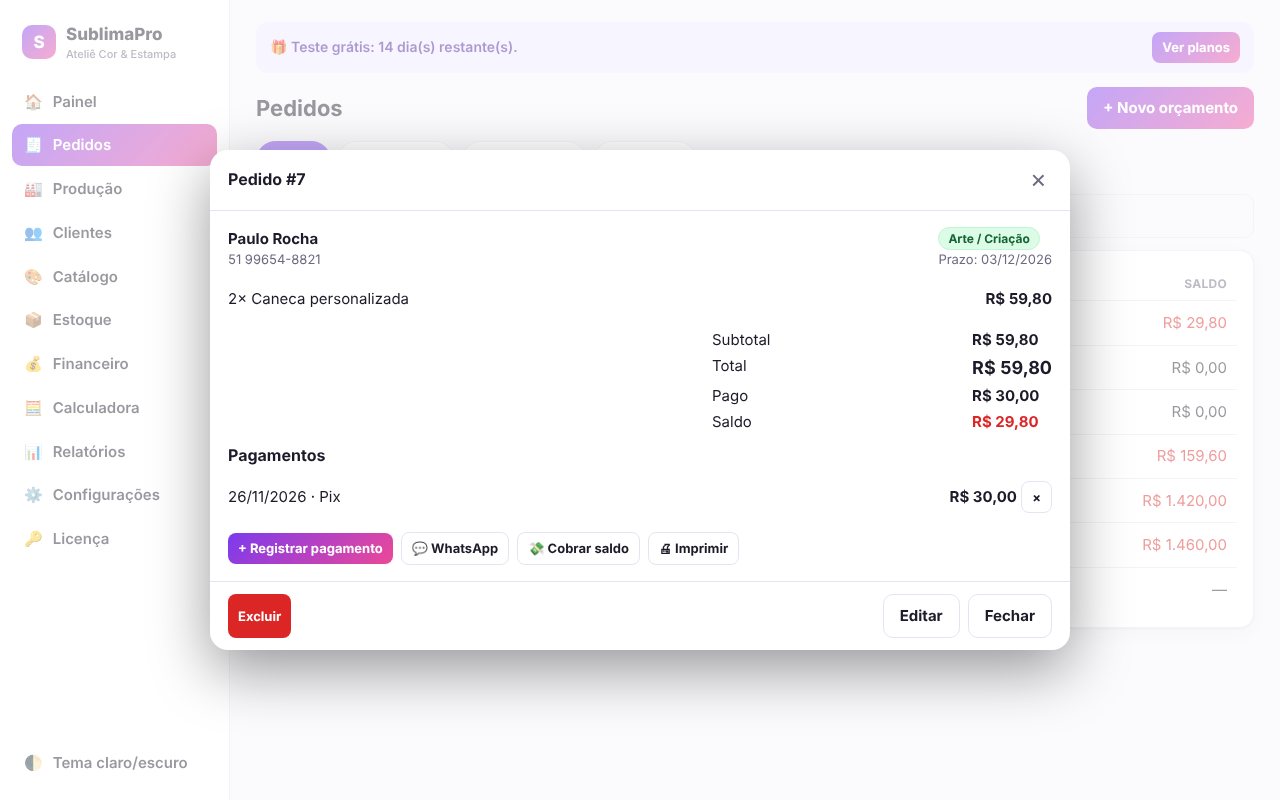 S
SublimaPro
Ateliê Cor & Estampa
🎁 Teste grátis: 14 dia(s) restante(s).
Ver planos
🏠 Painel
🧾 Pedidos
🏭 Produção
👥 Clientes
🎨 Catálogo
📦 Estoque
💰 Financeiro
🧮 Calculadora
📊 Relatórios
⚙️ Configurações
🔑 Licença
🌓 Tema claro/escuro
Pedidos
+ Novo orçamento
SALDO
R$ 29,80
R$ 0,00
R$ 0,00
R$ 159,60
R$ 1.420,00
R$ 1.460,00
—
Pedido #7
✕
Paulo Rocha
Arte / Criação
51 99654-8821
Prazo: 03/12/2026
2× Caneca personalizada R$ 59,80
Subtotal R$ 59,80
Total R$ 59,80
Pago R$ 30,00
Saldo R$ 29,80
Pagamentos
26/11/2026 · Pix R$ 30,00 ×
+ Registrar pagamento
💬 WhatsApp
💸 Cobrar saldo
🖨 Imprimir
Excluir
Editar
Fechar